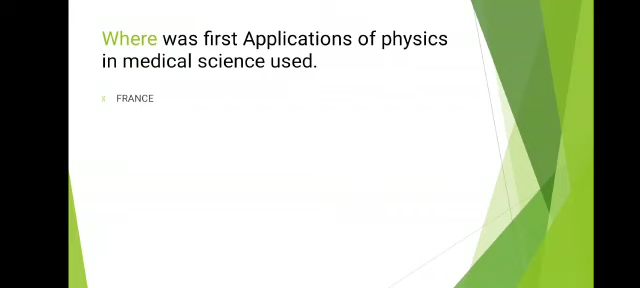 Where was first Applications of physics
in medical science used.
FRANCE